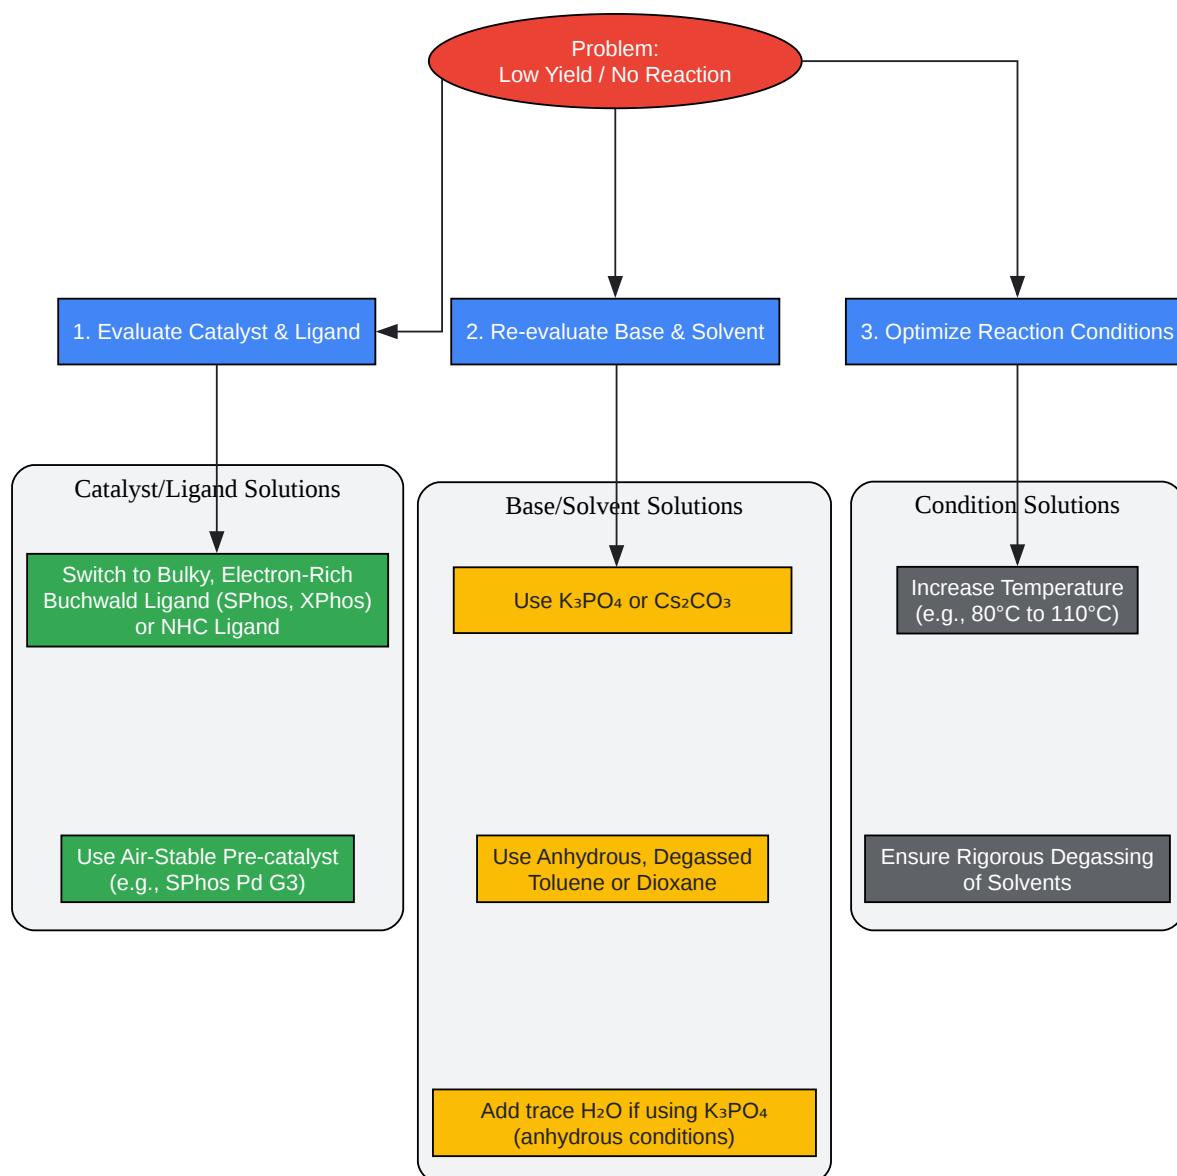 Problem:
Low Yield / No Reaction
1. Evaluate Catalyst & Ligand
2. Re-evaluate Base & Solvent
3. Optimize Reaction Conditions
Catalyst/Ligand Solutions
Switch to Bulky, Electron-Rich
Buchwald Ligand (SPhos, XPhos)
or NHC Ligand
Use Air-Stable Pre-catalyst
(e.g., SPhos Pd G3)
Base/Solvent Solutions
Use K₃PO₄ or Cs₂CO₃
Use Anhydrous, Degassed
Toluene or Dioxane
Add trace H₂O if using K₃PO₄
(anhydrous conditions)
Condition Solutions
Increase Temperature
(e.g., 80°C to 110°C)
Ensure Rigorous Degassing
of Solvents